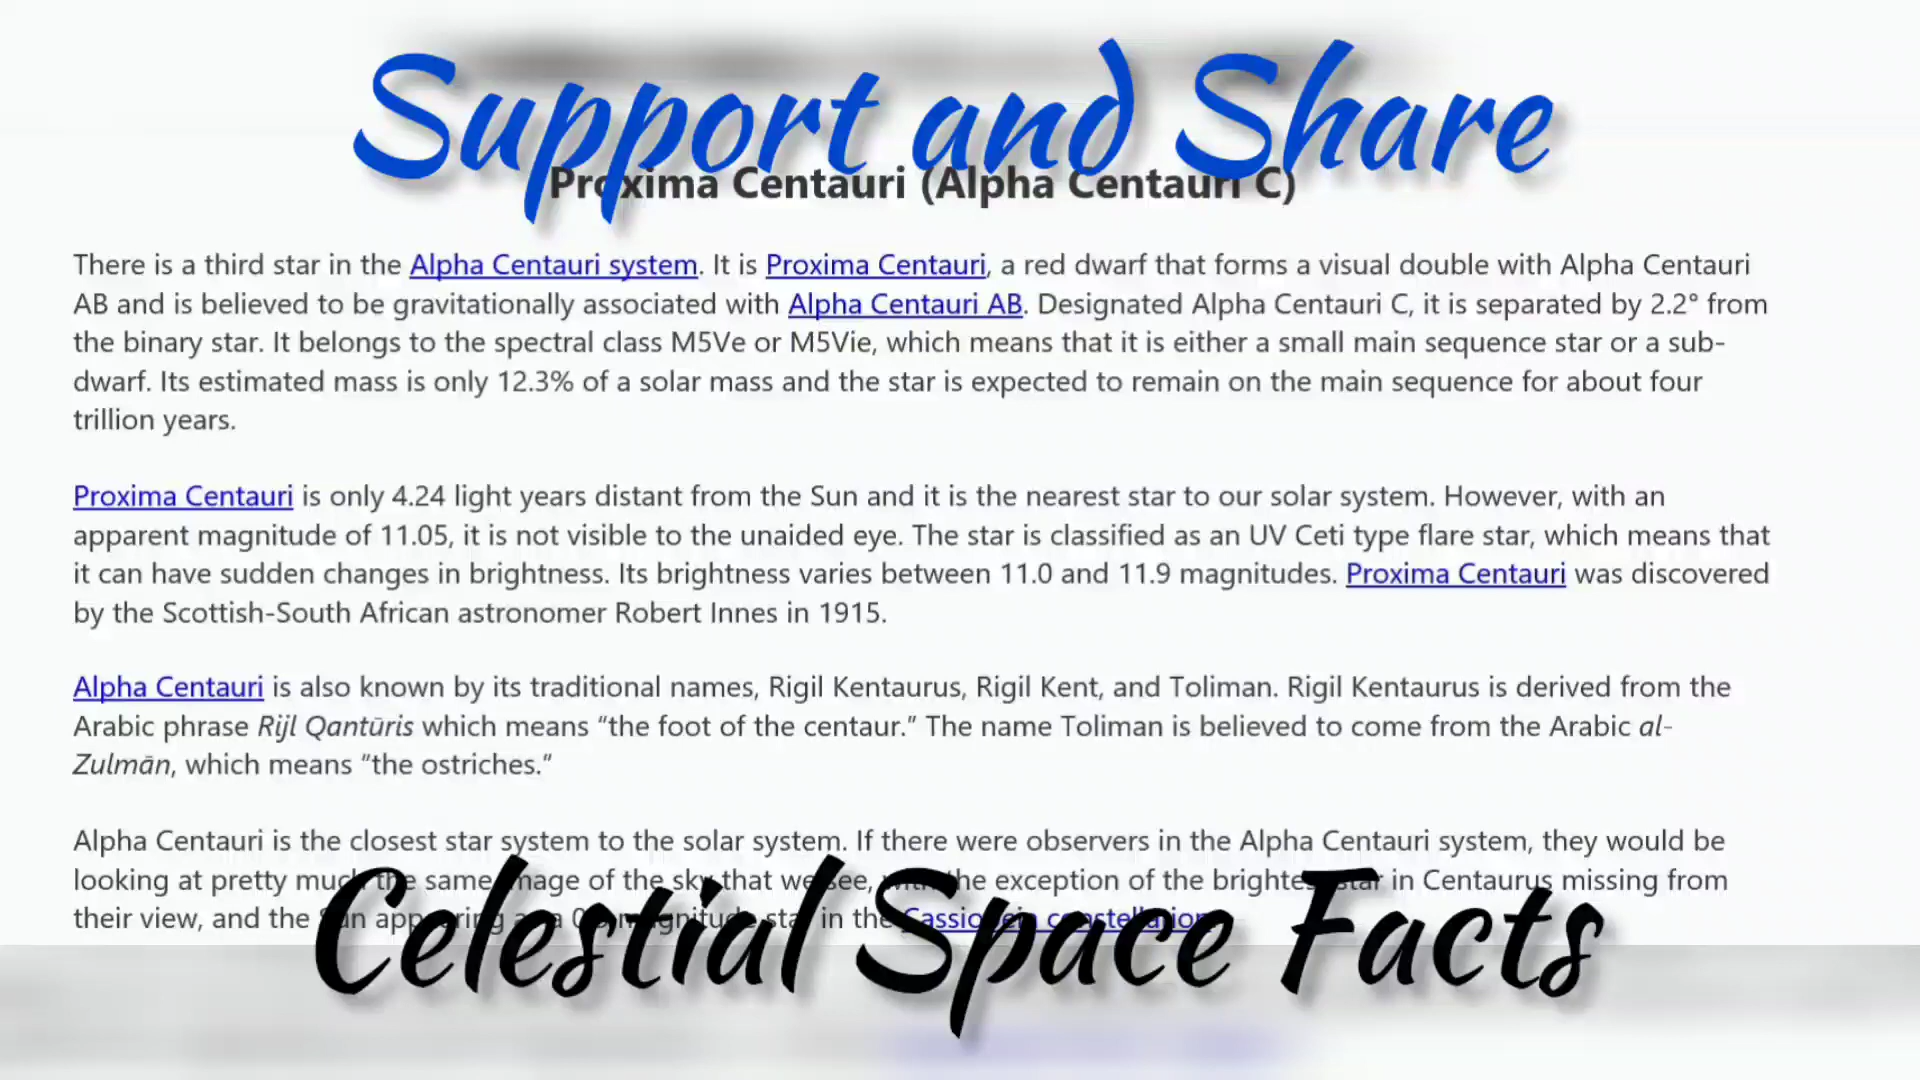 Support and Share
Proxima Centauri (Alpha Centauri C)
There is a third star in the Alpha Centauri system. It is Proxima Centauri, a red dwarf that forms a visual double with Alpha Centauri
AB and is believed to be gravitationally associated with Alpha Centauri AB. Designated Alpha Centauri C, it is separated by 2.2° from
the binary star. It belongs to the spectral class M5Ve or M5Vie, which means that it is either a small main sequence star or a sub-
dwarf. Its estimated mass is only 12.3% of a solar mass and the star is expected to remain on the main sequence for about four
trillion years.
Proxima Centauri is only 4.24 light years distant from the Sun and it is the nearest star to our solar system. However, with an
apparent magnitude of 11.05, it is not visible to the unaided eye. The star is classified as an UV Ceti type flare star, which means that
it can have sudden changes in brightness. Its brightness varies between 11.0 and 11.9 magnitudes. Proxima Centauri was discovered
by the Scottish-South African astronomer Robert Innes in 1915.
Alpha Centauri is also known by its traditional names, Rigil Kentaurus, Rigil Kent, and Toliman. Rigil Kentaurus is derived from the
Arabic phrase Rijl Qantūris which means “the foot of the centaur.” The name Toliman is believed to come from the Arabic al-
Zulmān, which means “the ostriches.”
Alpha Centauri is the closest star system to the solar system. If there were observers in the Alpha Centauri system, they would be
looking at pretty much the same image of the sky that we see, with the exception of the brightest star in Centaurus missing from
their view, and the Sun appearing as a magnitude star in the Cassiopeia constellation
Celestial Space Facts